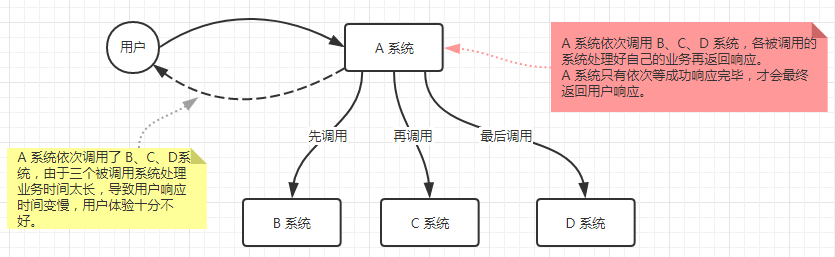 用户
A 系统
A 系统依次调用 B、C、D 系统，各被调用的
系统处理好自己的业务再返回响应。
A 系统只有依次等成功响应完毕，才会最终
返回用户响应。
先调用
再调用
最后调用
A 系统依次调用了 B、C、D系
统，由于三个被调用系统处理
业务时间太长，导致用户响应
时间变慢，用户体验十分不
好。
B 系统
C 系统
D 系统